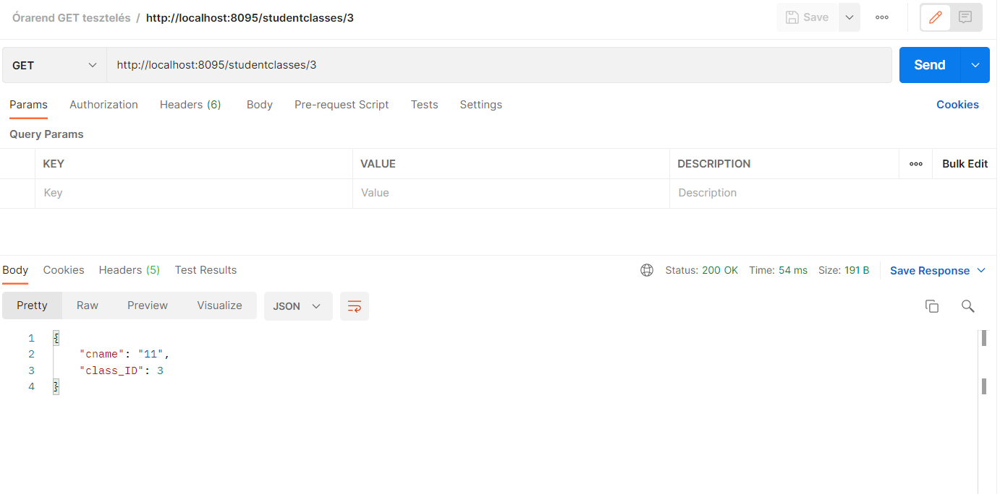 Órarend GET tesztelés / http://localhost:8095/studentclasses/3 Save
GET http://localhost:8095/studentclasses/3 Send
Params Authorization Headers (6) Body Pre-request Script Tests Settings Cookies
Query Params
KEY VALUE DESCRIPTION Bulk Edit
Key Value Description
Body Cookies Headers (5) Test Results Status: 200 OK Time: 54 ms Size: 191 B Save Response
Pretty Raw Preview Visualize JSON
1 {
2 "cname": "11",
3 "class_ID": 3
4 }